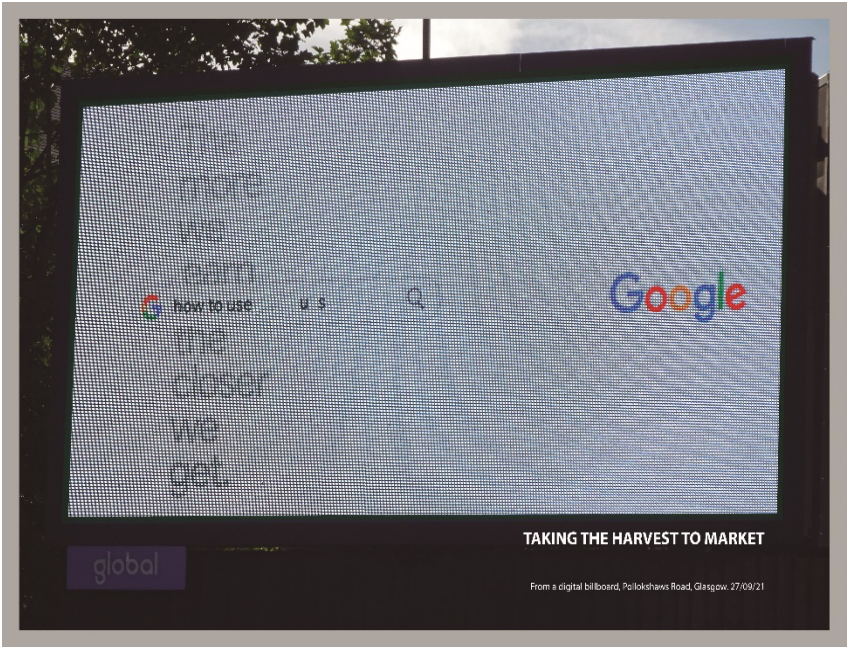 The
more
we
earn
G how to use u s
Google
the
closer
we
get.
TAKING THE HARVEST TO MARKET
global
From a digital billboard, Pollokshaws Road, Glasgow. 27/09/21